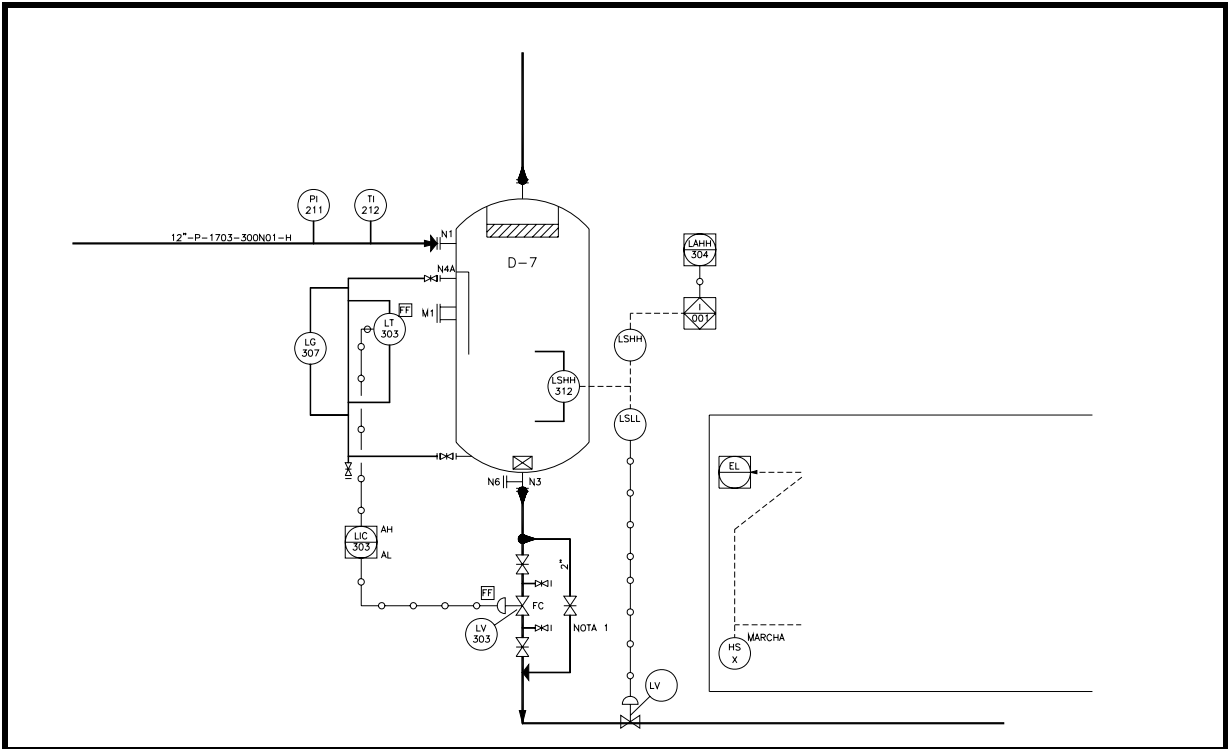 PI
211
TI
212
12"-P-1703-300N01-H
N1
LAHH
304
D-7
N4A
I
001
FF
M1
LT
303
LG
307
LSHH
LSHH
312
LSLL
EL
N6
N3
LIC
303
AH
AL
2"
FF
FC
LV
303
NOTA 1
MARCHA
HS
X
LV